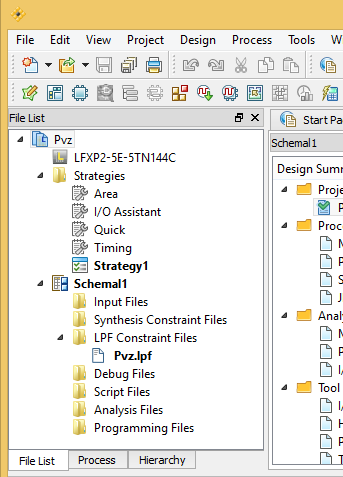 File Edit View Project Design Process Tools
File List
Start Pa
Pvz
LFXP2-5E-5TN144C
Strategies
Area
I/O Assistant
Quick
Timing
Strategy1
Schemal1
Input Files
Synthesis Constraint Files
LPF Constraint Files
Pvz.lpf
Debug Files
Script Files
Analysis Files
Programming Files
File List Process Hierarchy
Schemal1
Design Summ
Proje
P
Proc
M
P
S
J
Analy
M
P
I/
Tool
I/
H
P
T